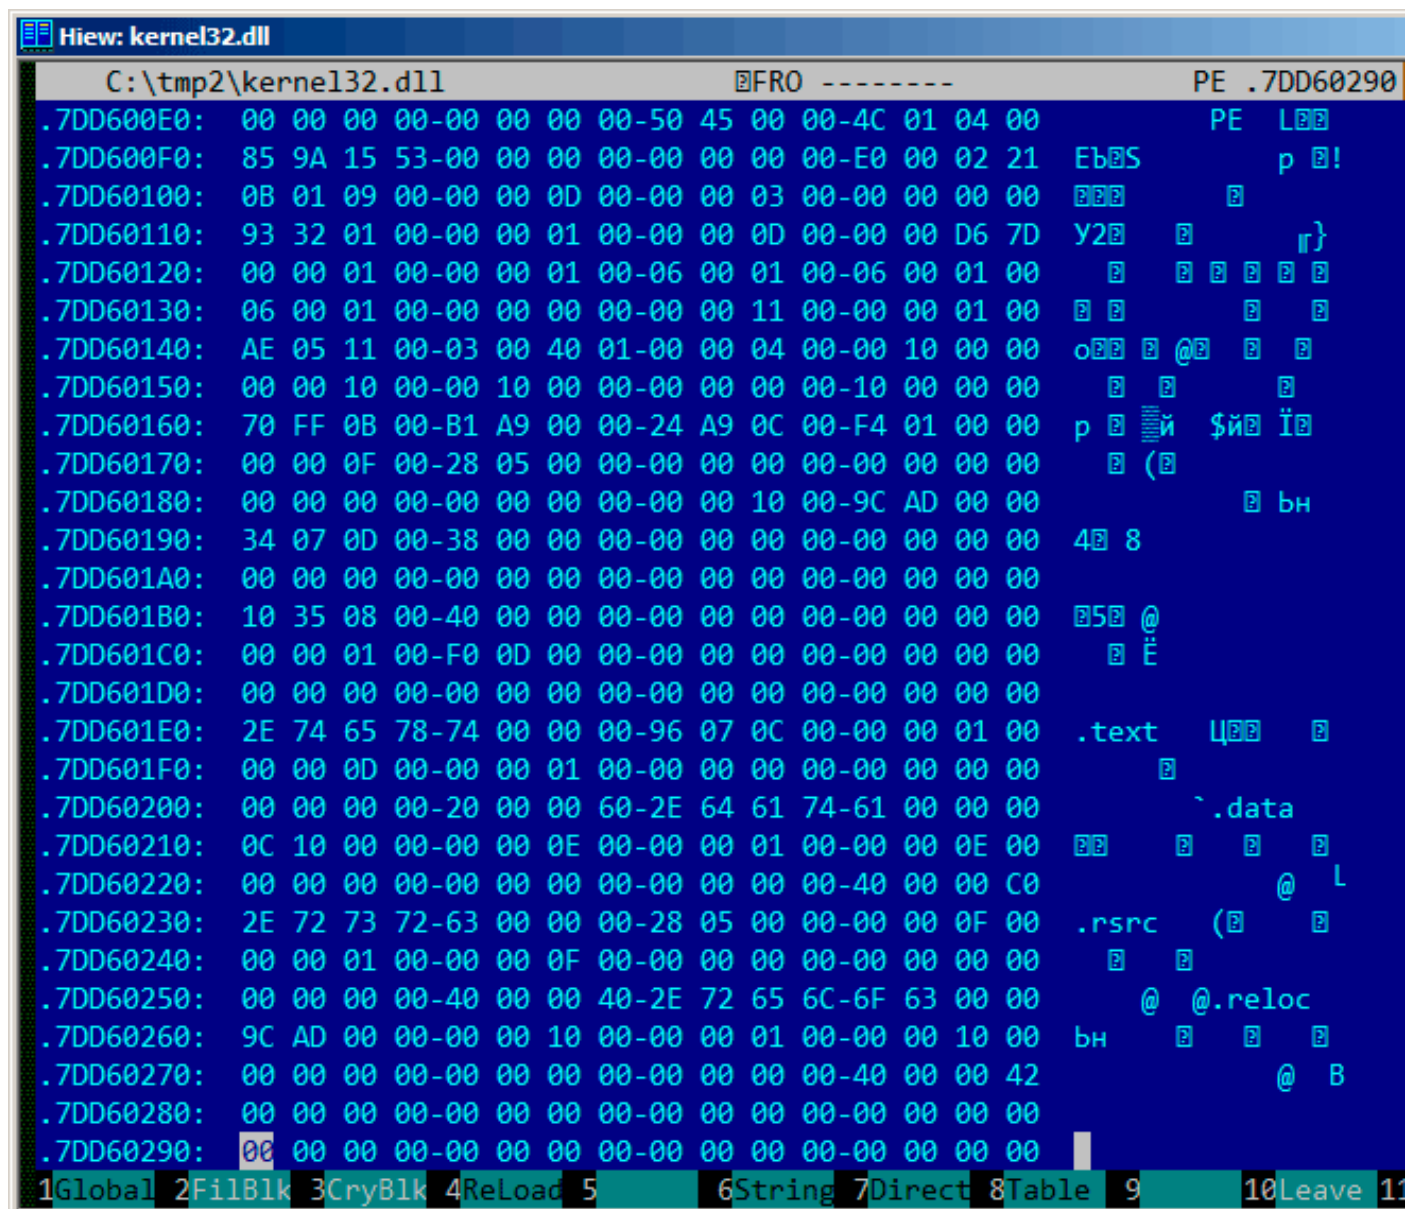 Hiew: kernel32.dll
C:\tmp2\kernel32.dll FRO -------- PE .7DD60290
.7DD600E0: 00 00 00 00-00 00 00 00-50 45 00 00-4C 01 04 00 PE L
.7DD600F0: 85 9A 15 53-00 00 00 00-00 00 00 00-E0 00 02 21 ЕЪ S р !
.7DD60100: 0B 01 09 00-00 00 0D 00-00 00 03 00-00 00 00 00
.7DD60110: 93 32 01 00-00 00 01 00-00 00 0D 00-00 00 D6 7D У2 ╓}
.7DD60120: 00 00 01 00-00 00 01 00-06 00 01 00-06 00 01 00
.7DD60130: 06 00 01 00-00 00 00 00-00 00 11 00-00 00 01 00
.7DD60140: AE 05 11 00-03 00 40 01-00 00 04 00-00 10 00 00 о @
.7DD60150: 00 00 10 00-00 10 00 00-00 00 00 00-10 00 00 00
.7DD60160: 70 FF 0B 00-B1 A9 00 00-24 A9 0C 00-F4 01 00 00 p ▒й $й Ï
.7DD60170: 00 00 0F 00-28 05 00 00-00 00 00 00-00 00 00 00 (
.7DD60180: 00 00 00 00-00 00 00 00-00 00 10 00-9C AD 00 00 Ьн
.7DD60190: 34 07 0D 00-38 00 00 00-00 00 00 00-00 00 00 00 4 8
.7DD601A0: 00 00 00 00-00 00 00 00-00 00 00 00-00 00 00 00
.7DD601B0: 10 35 08 00-40 00 00 00-00 00 00 00-00 00 00 00 5 @
.7DD601C0: 00 00 01 00-F0 0D 00 00-00 00 00 00-00 00 00 00 Ё
.7DD601D0: 00 00 00 00-00 00 00 00-00 00 00 00-00 00 00 00
.7DD601E0: 2E 74 65 78-74 00 00 00-96 07 0C 00-00 00 01 00 .text Ц
.7DD601F0: 00 00 0D 00-00 00 01 00-00 00 00 00-00 00 00 00
.7DD60200: 00 00 00 00-20 00 00 60-2E 64 61 74-61 00 00 00 `.data
.7DD60210: 0C 10 00 00-00 00 0E 00-00 00 01 00-00 00 0E 00
.7DD60220: 00 00 00 00-00 00 00 00-00 00 00 00-40 00 00 C0 @ └
.7DD60230: 2E 72 73 72-63 00 00 00-28 05 00 00-00 00 0F 00 .rsrc (
.7DD60240: 00 00 01 00-00 00 0F 00-00 00 00 00-00 00 00 00
.7DD60250: 00 00 00 00-40 00 00 40-2E 72 65 6C-6F 63 00 00 @ @.reloc
.7DD60260: 9C AD 00 00-00 00 10 00-00 00 01 00-00 00 10 00 Ьн
.7DD60270: 00 00 00 00-00 00 00 00-00 00 00 00-40 00 00 42 @ B
.7DD60280: 00 00 00 00-00 00 00 00-00 00 00 00-00 00 00 00
.7DD60290: 00 00 00 00-00 00 00 00-00 00 00 00-00 00 00 00
1Global 2FilBlk 3CryBlk 4ReLoad 5 6String 7Direct 8Table 9 10Leave 11